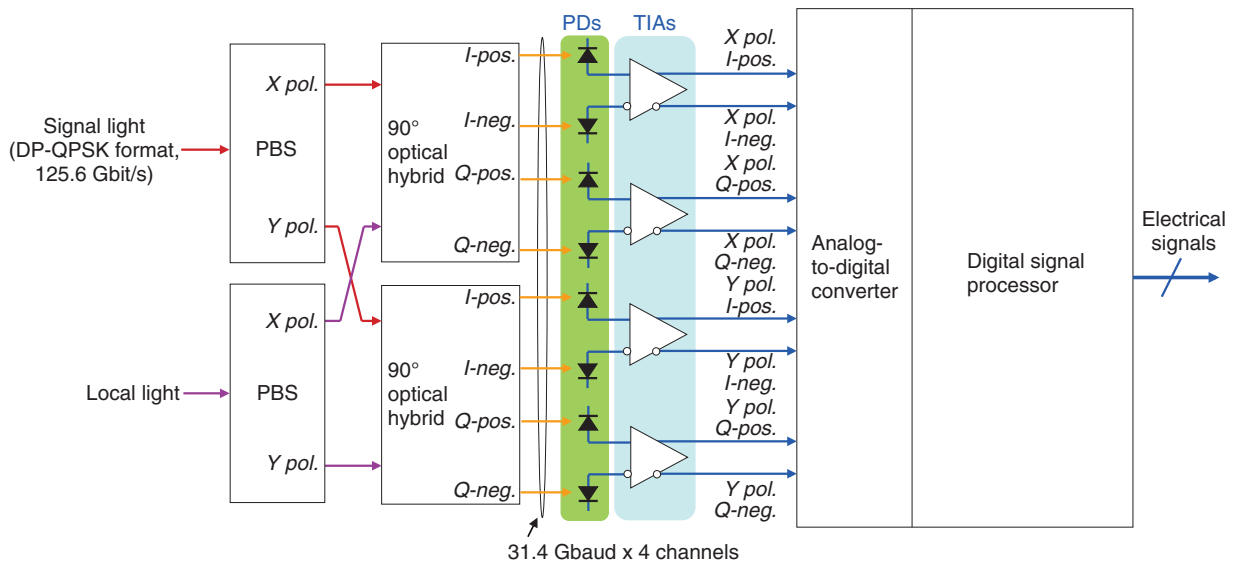 PDs
TIAs
Signal light
(DP-QPSK format,
125.6 Gbit/s)
X pol.
PBS
Y pol.
Local light
X pol.
PBS
Y pol.
90°
optical
hybrid
I-pos.
I-neg.
Q-pos.
Q-neg.
90°
optical
hybrid
I-pos.
I-neg.
Q-pos.
Q-neg.
31.4 Gbaud x 4 channels
X pol.
I-pos.
X pol.
I-neg.
X pol.
Q-pos.
X pol.
Q-neg.
Y pol.
I-pos.
Y pol.
I-neg.
Y pol.
Q-pos.
Y pol.
Q-neg.
Analog-
to-digital
converter
Digital signal
processor
Electrical
signals